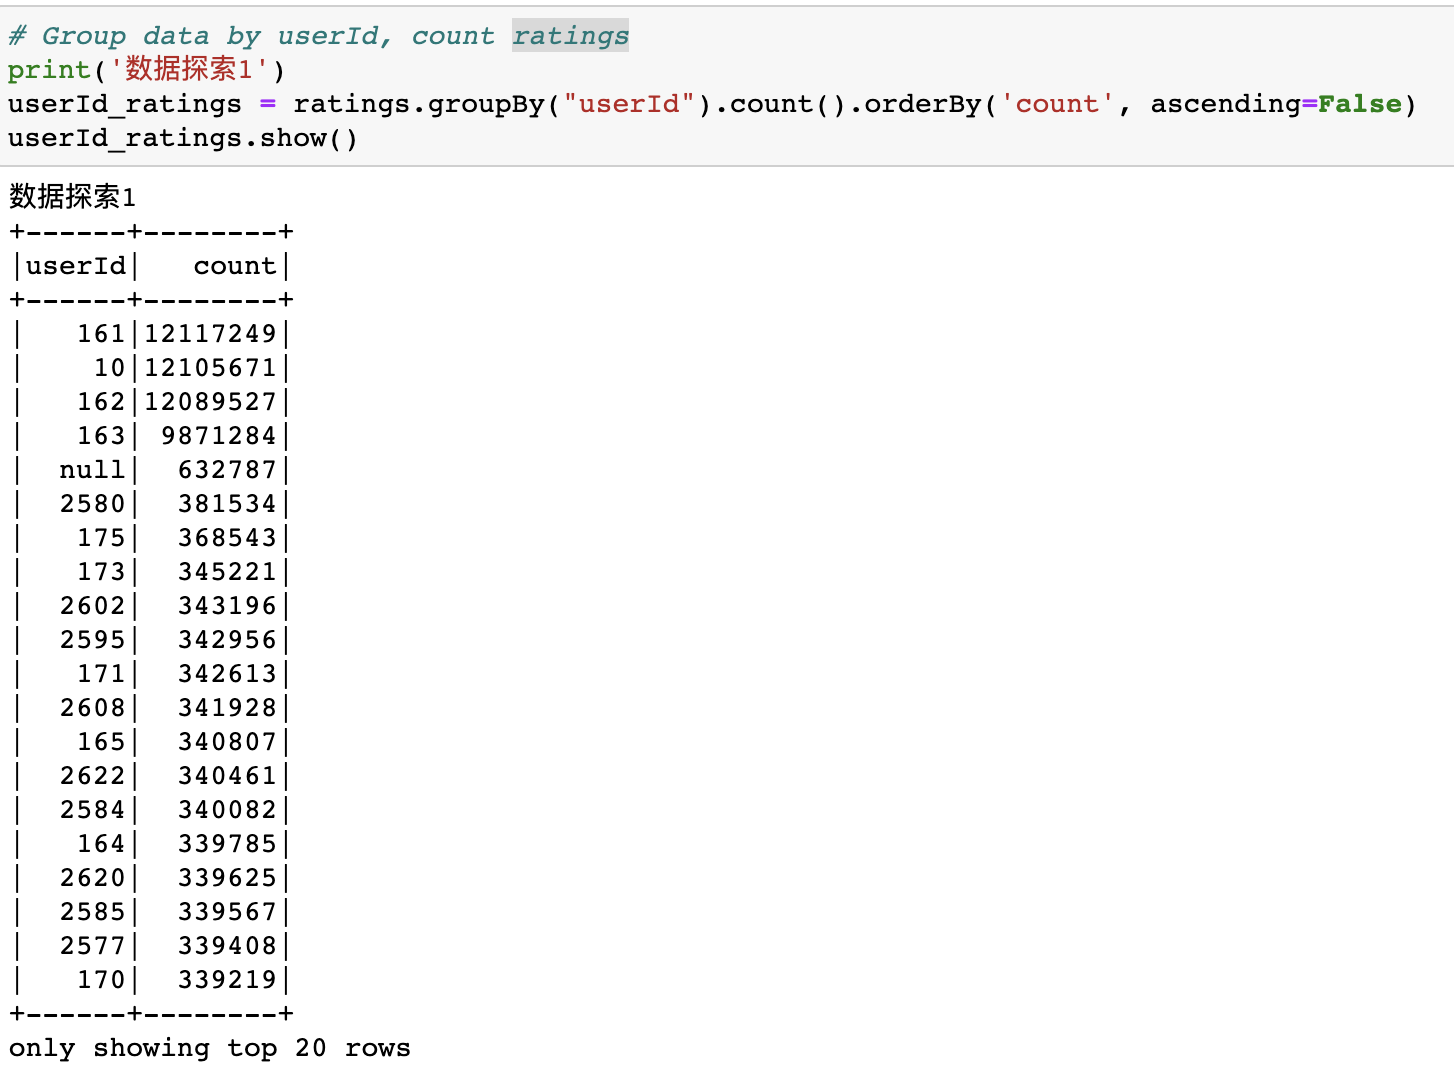 # Group data by userId, count ratings
print('数据探索1')
userId_ratings = ratings.groupBy("userId").count().orderBy('count', ascending=False)
userId_ratings.show()
数据探索1
+------+--------+
|userId|   count|
+------+--------+
|   161|12117249|
|    10|12105671|
|   162|12089527|
|   163| 9871284|
|  null|  632787|
|  2580|  381534|
|   175|  368543|
|   173|  345221|
|  2602|  343196|
|  2595|  342956|
|   171|  342613|
|  2608|  341928|
|   165|  340807|
|  2622|  340461|
|  2584|  340082|
|   164|  339785|
|  2620|  339625|
|  2585|  339567|
|  2577|  339408|
|   170|  339219|
+------+--------+
only showing top 20 rows